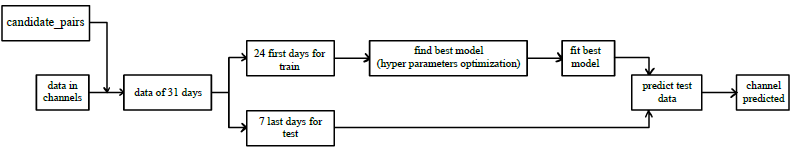 candidate_pairs
data in
channels
data of 31 days
24 first days for
train
7 last days for
test
find best model
(hyper parameters optimization)
fit best
model
predict test
data
channel
predicted